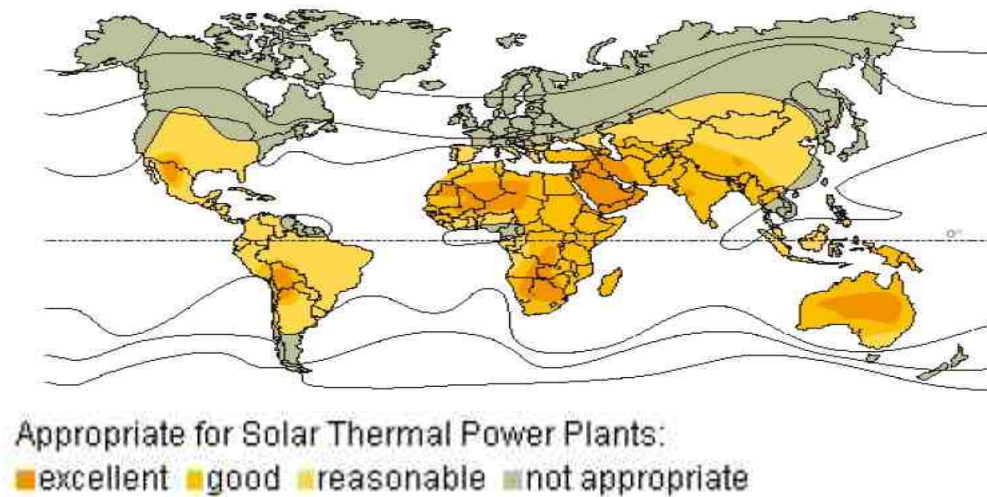 0°
Appropriate for Solar Thermal Power Plants:
excellent good reasonable not appropriate